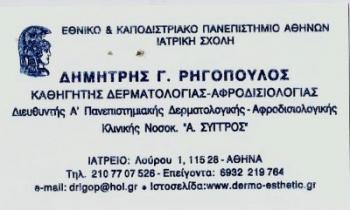 ΕΘΝΙΚΟ & ΚΑΠΟΔΙΣΤΡΙΑΚΟ ΠΑΝΕΠΙΣΤΗΜΙΟ ΑΘΗΝΩΝ
ΙΑΤΡΙΚΗ ΣΧΟΛΗ
ΔΗΜΗΤΡΗΣ Γ. ΡΗΓΟΠΟΥΛΟΣ
ΚΑΘΗΓΗΤΗΣ ΔΕΡΜΑΤΟΛΟΓΙΑΣ-ΑΦΡΟΔΙΣΙΟΛΟΓΙΑΣ
Διευθυντής Α' Πανεπιστημιακής Δερματολογικής-Αφροδισιολογικής
Κλινικής Νοσοκ. "Α. ΣΥΓΓΡΟΣ"
ΙΑΤΡΕΙΟ: Λούρου 1, 115 26 - ΑΘΗΝΑ
Τηλ. 210 77 07 526 - Επείγοντα: 6932 219 764
e-mail: drigop@hol.gr • Ιστοσελίδα:www.dermo-esthetic.gr